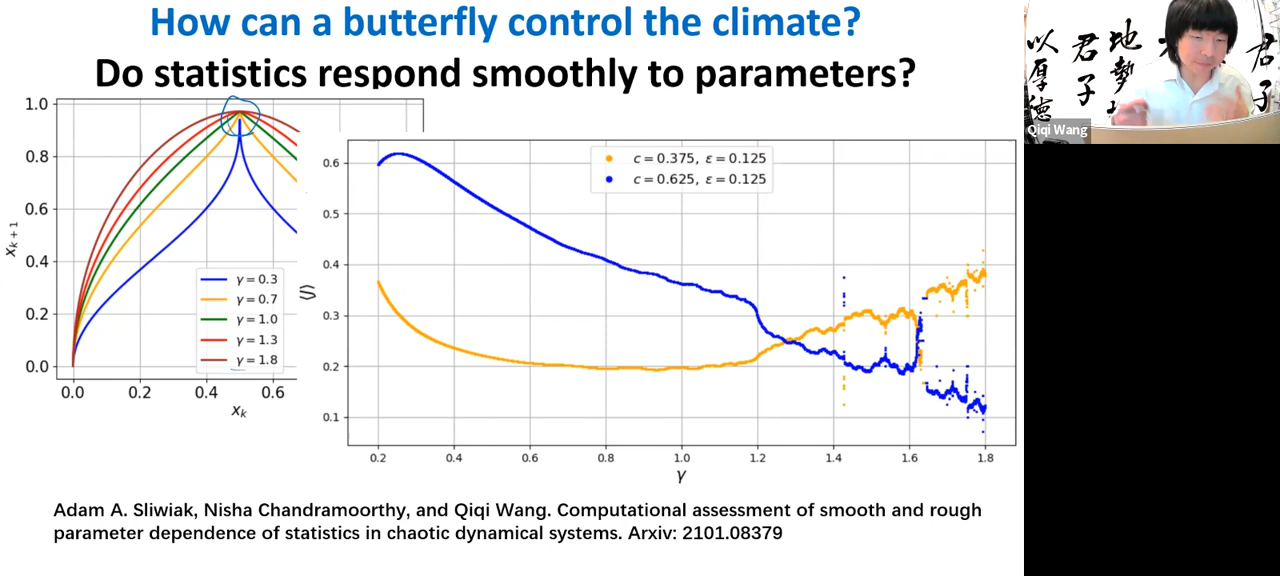 How can a butterfly control the climate?
Do statistics respond smoothly to parameters?
1.0
0.8
0.6
0.4
0.2
0.0
x_{k+1}
0.0 0.2 0.4 0.6
x_k
γ = 0.3
γ = 0.7
γ = 1.0
γ = 1.3
γ = 1.8
0.6
0.5
0.4
0.3
0.2
0.1
⟨J⟩
c = 0.375, ε = 0.125
c = 0.625, ε = 0.125
0.2 0.4 0.6 0.8 1.0 1.2 1.4 1.6 1.8
γ
Adam A. Sliwiak, Nisha Chandramoorthy, and Qiqi Wang. Computational assessment of smooth and rough
parameter dependence of statistics in chaotic dynamical systems. Arxiv: 2101.08379
以厚德
君子
地勢
君子
Qiqi Wang